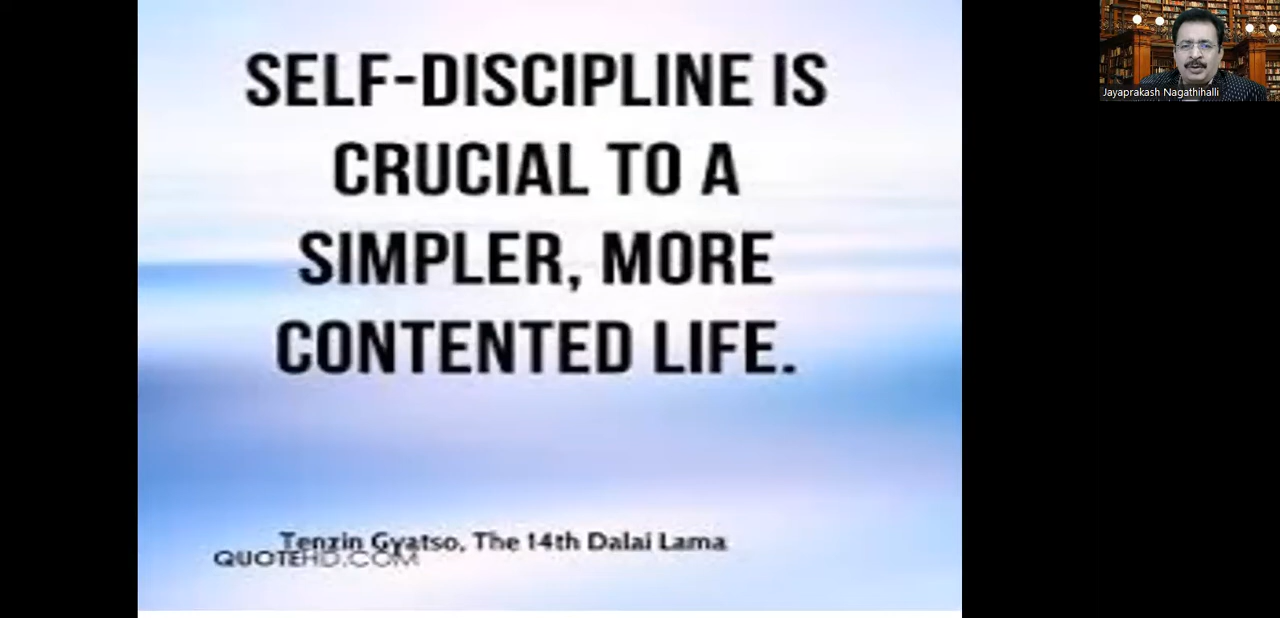 SELF-DISCIPLINE IS
CRUCIAL TO A
SIMPLER, MORE
CONTENTED LIFE.
Tenzin Gyatso, The 14th Dalai Lama
QUOTEHD.COM
Jayaprakash Nagathihalli